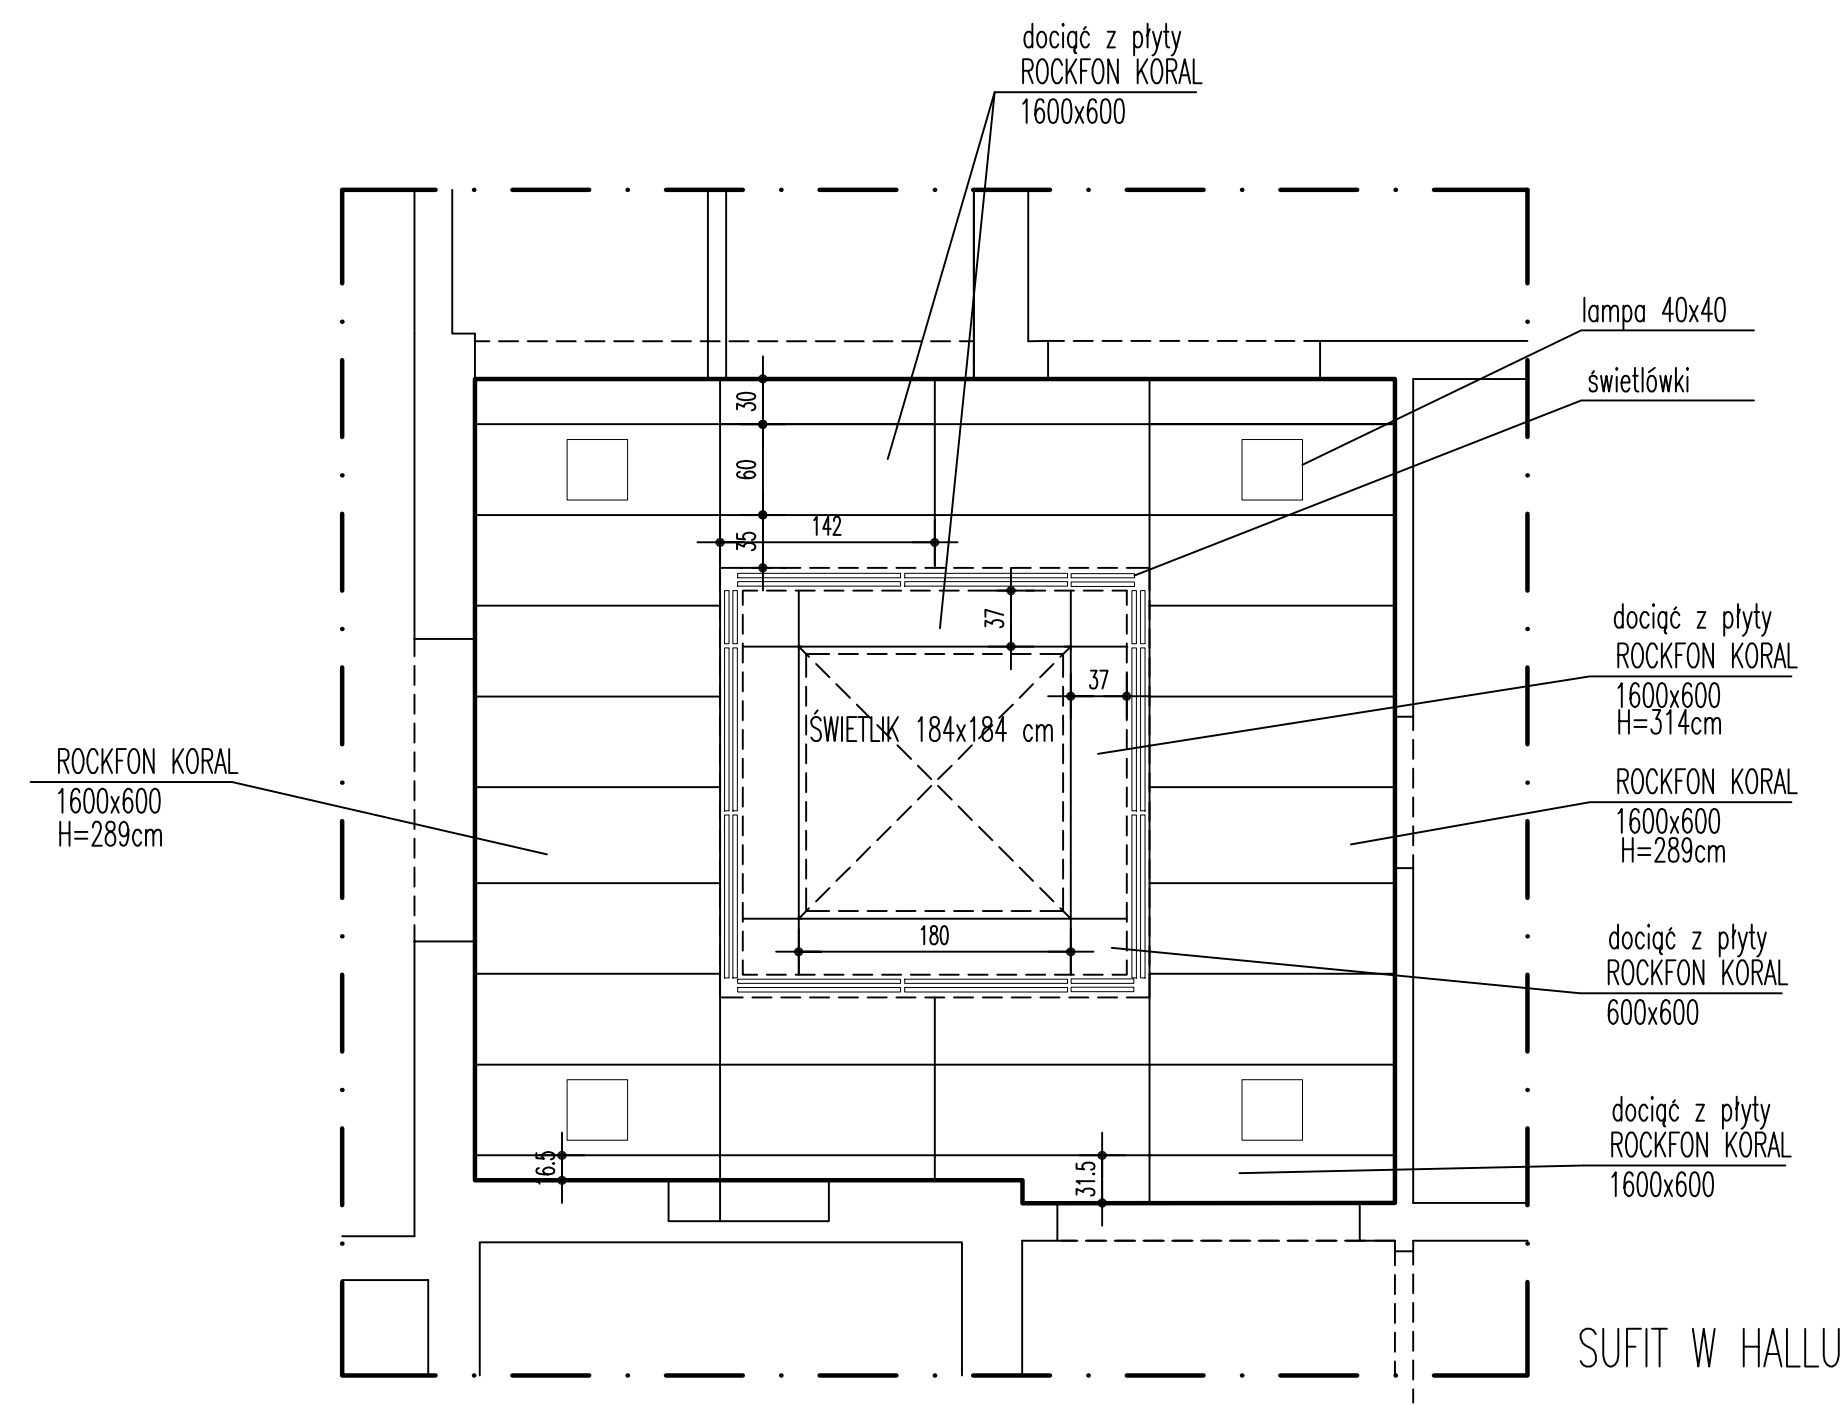 dociąć z płyty
ROCKFON KORAL
1600x600
lampa 40x40
świetlówki
30
60
35
142
37
37
dociąć z płyty
ROCKFON KORAL
1600x600
H=314cm
ŚWIETLIK 184x184 cm
ROCKFON KORAL
1600x600
H=289cm
ROCKFON KORAL
1600x600
H=289cm
180
dociąć z płyty
ROCKFON KORAL
600x600
dociąć z płyty
ROCKFON KORAL
1600x600
16.5
31.5
SUFIT W HALLU